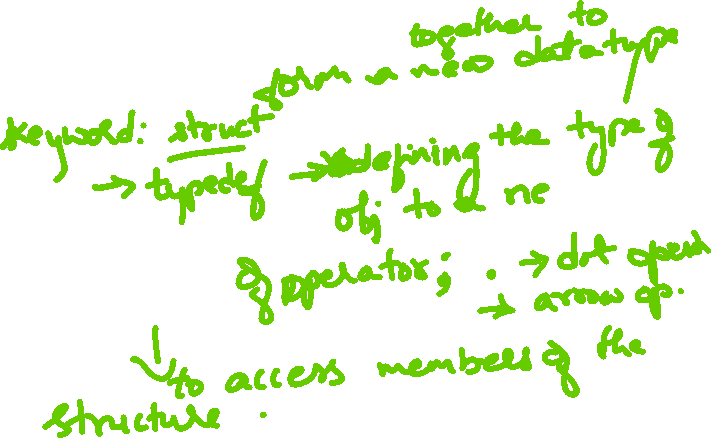 together to
form a new datatype
Keyword: struct
→ typedef → defining the type of
obj to a ne
of operator; . → dot operd
→ arrow op.
↓ to access members of the
structure.